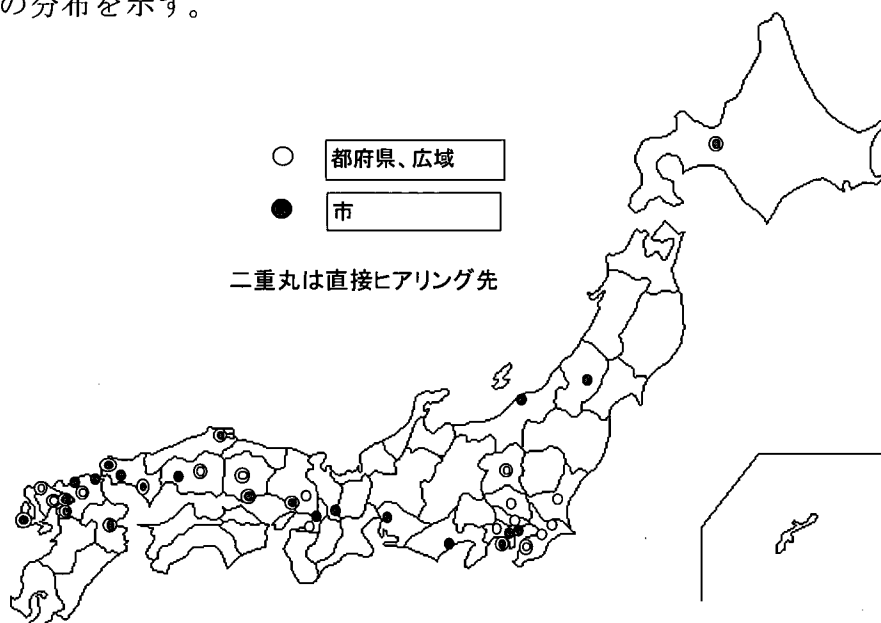 の分布を示す。
都府県、広域
市
二重丸は直接ヒアリング先